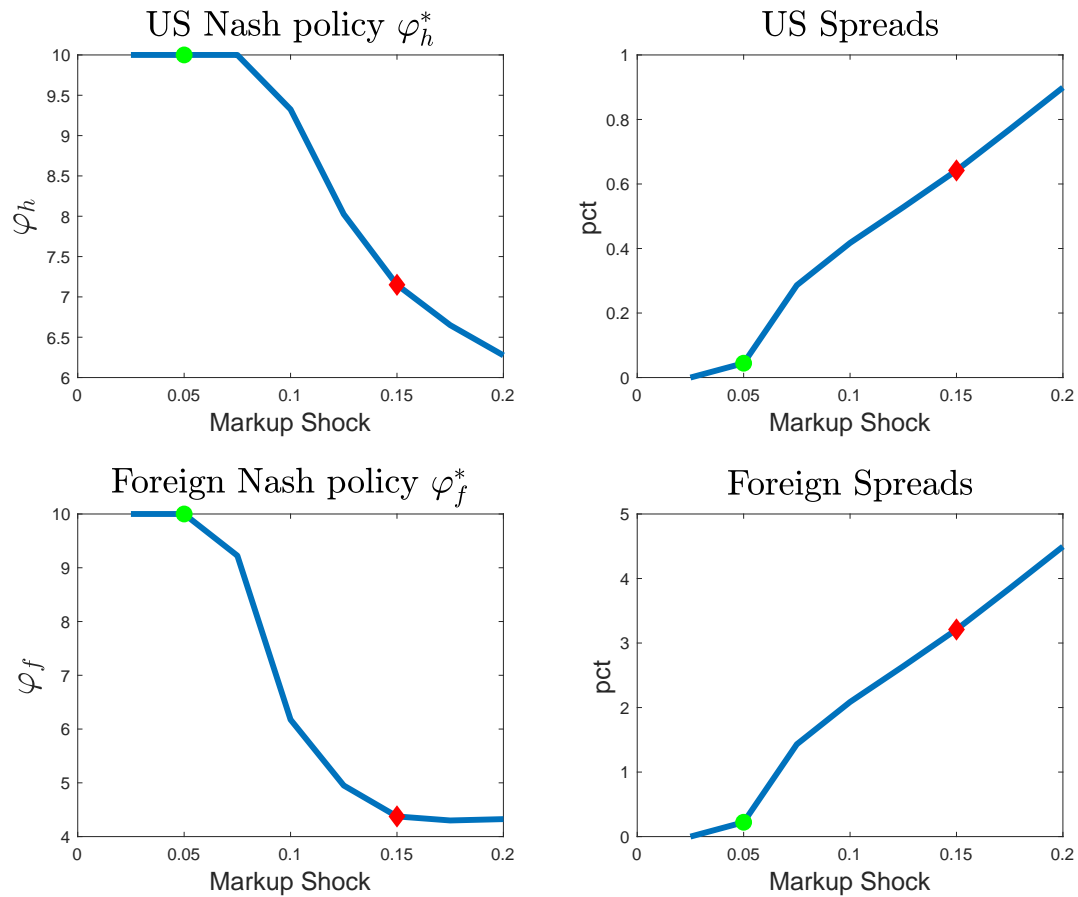 US Nash policy φ*h
φh
10
9.5
9
8.5
8
7.5
7
6.5
6
0 0.05 0.1 0.15 0.2
Markup Shock
US Spreads
pct
1
0.8
0.6
0.4
0.2
0
0 0.05 0.1 0.15 0.2
Markup Shock
Foreign Nash policy φ*f
φf
10
9
8
7
6
5
4
0 0.05 0.1 0.15 0.2
Markup Shock
Foreign Spreads
pct
5
4
3
2
1
0
0 0.05 0.1 0.15 0.2
Markup Shock